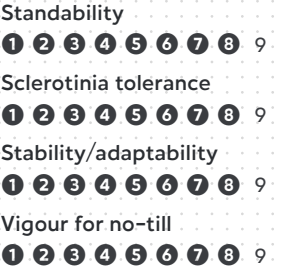 Standability
1 2 3 4 5 6 7 8 9
Sclerotinia tolerance
1 2 3 4 5 6 7 8 9
Stability/adaptability
1 2 3 4 5 6 7 8 9
Vigour for no-till
1 2 3 4 5 6 7 8 9